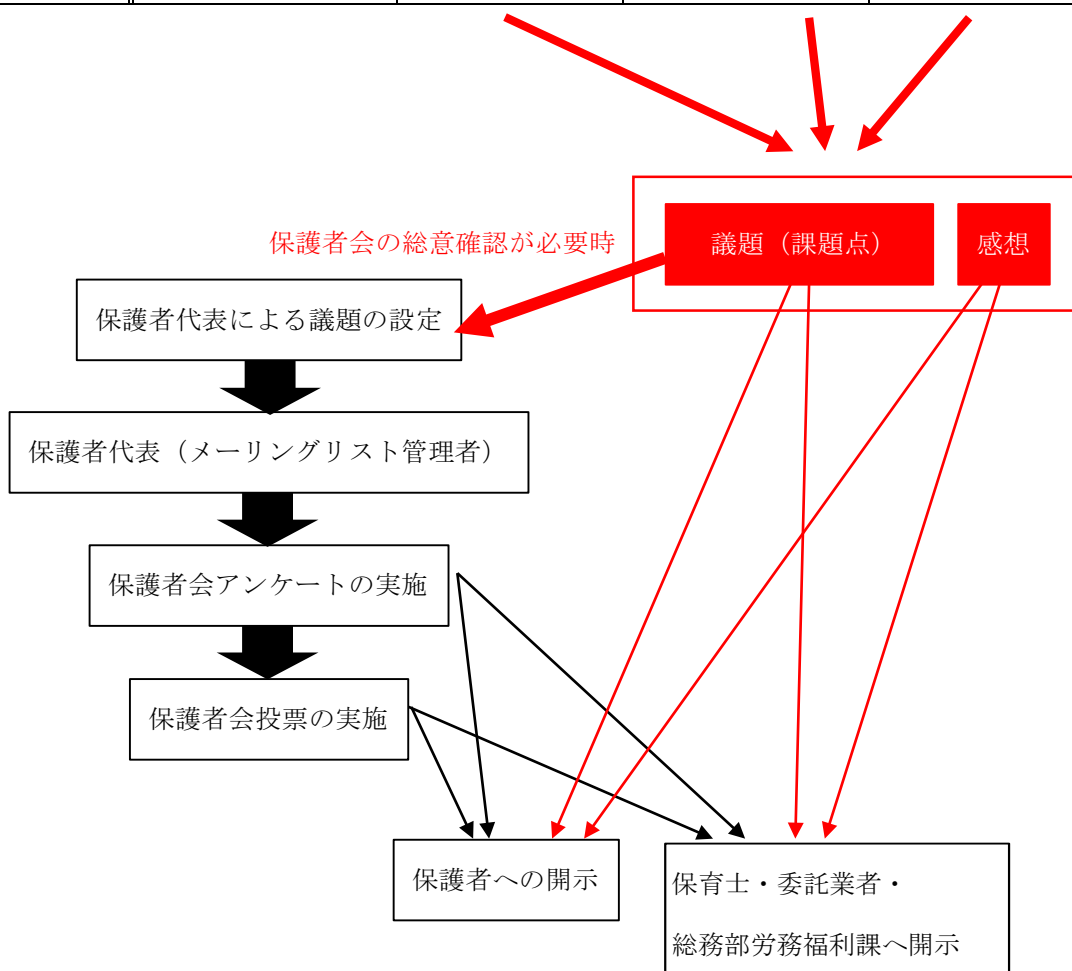 保護者会の総意確認が必要時
議題（課題点）
感想
保護者代表による議題の設定
保護者代表（メーリングリスト管理者）
保護者会アンケートの実施
保護者会投票の実施
保護者への開示
保育士・委託業者・
総務部労務福利課へ開示